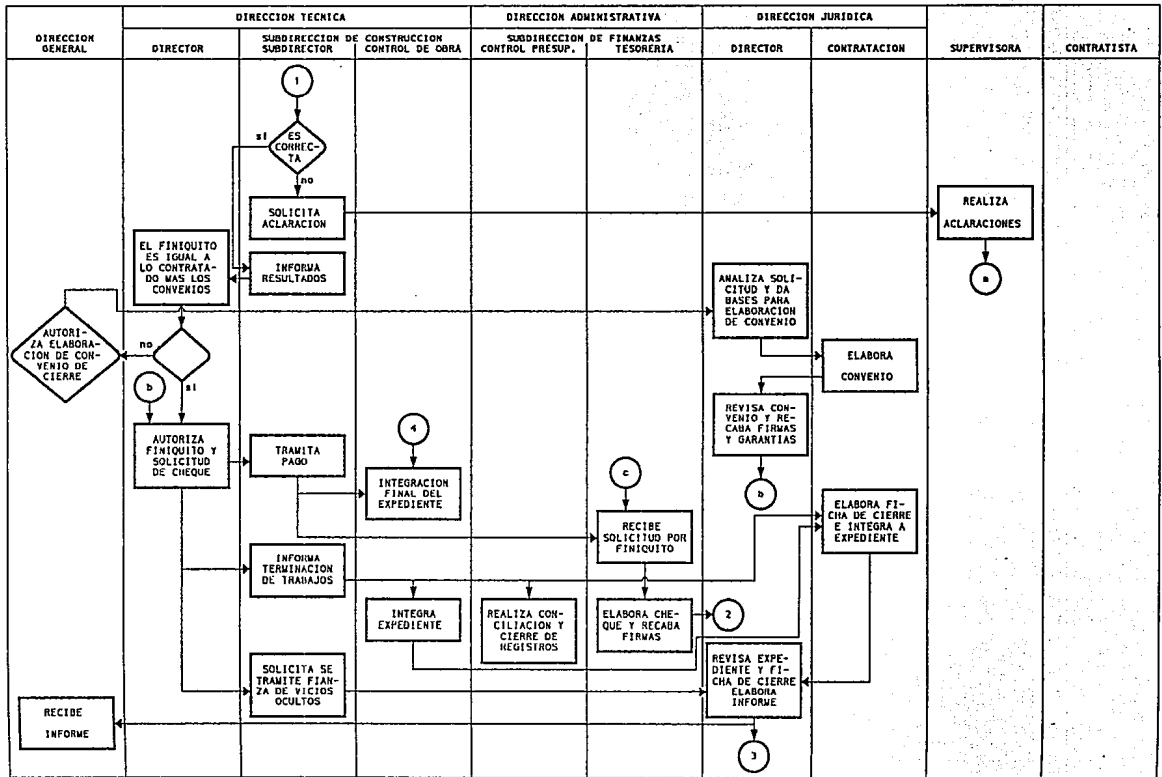 DIRECCION TECNICA
DIRECCION ADMINISTRATIVA
DIRECCION JURIDICA
DIRECCION
GENERAL
DIRECTOR
SUBDIRECCION DE CONSTRUCCION
SUBDIRECTOR
CONTROL DE OBRA
SUBDIRECCION DE FINANZAS
CONTROL PRESUP.
TESORERIA
DIRECTOR
CONTRATACION
SUPERVISORA
CONTRATISTA
1
ES
CORREC-
TA
si
no
SOLICITA
ACLARACION
REALIZA
ACLARACIONES
a
EL FINIQUITO
ES IGUAL A
LO CONTRATA-
DO MAS LOS
CONVENIOS
INFORMA
RESULTADOS
ANALIZA SOLI-
CITUD Y DA
BASES PARA
ELABORACION
DE CONVENIO
AUTORI-
ZA ELABORA-
CION DE CON-
VENIO DE
CIERRE
no
si
ELABORA
CONVENIO
b
REVISA CON-
VENIO Y RE-
CABA FIRMAS
Y GARANTIAS
b
AUTORIZA
FINIQUITO Y
SOLICITUD
DE CHEQUE
TRAMITA
PAGO
4
INTEGRACION
FINAL DEL
EXPEDIENTE
c
RECIBE
SOLICITUD POR
FINIQUITO
ELABORA FI-
CHA DE CIERRE
E INTEGRA A
EXPEDIENTE
INFORMA
TERMINACION
DE TRABAJOS
INTEGRA
EXPEDIENTE
REALIZA CON-
CILIACION Y
CIERRE DE
REGISTROS
ELABORA CHE-
QUE Y RECABA
FIRMAS
2
SOLICITA SE
TRAMITE FIAN-
ZA DE VICIOS
OCULTOS
REVISA EXPE-
DIENTE Y FI-
CHA DE CIERRE
ELABORA
INFORME
RECIBE
INFORME
3